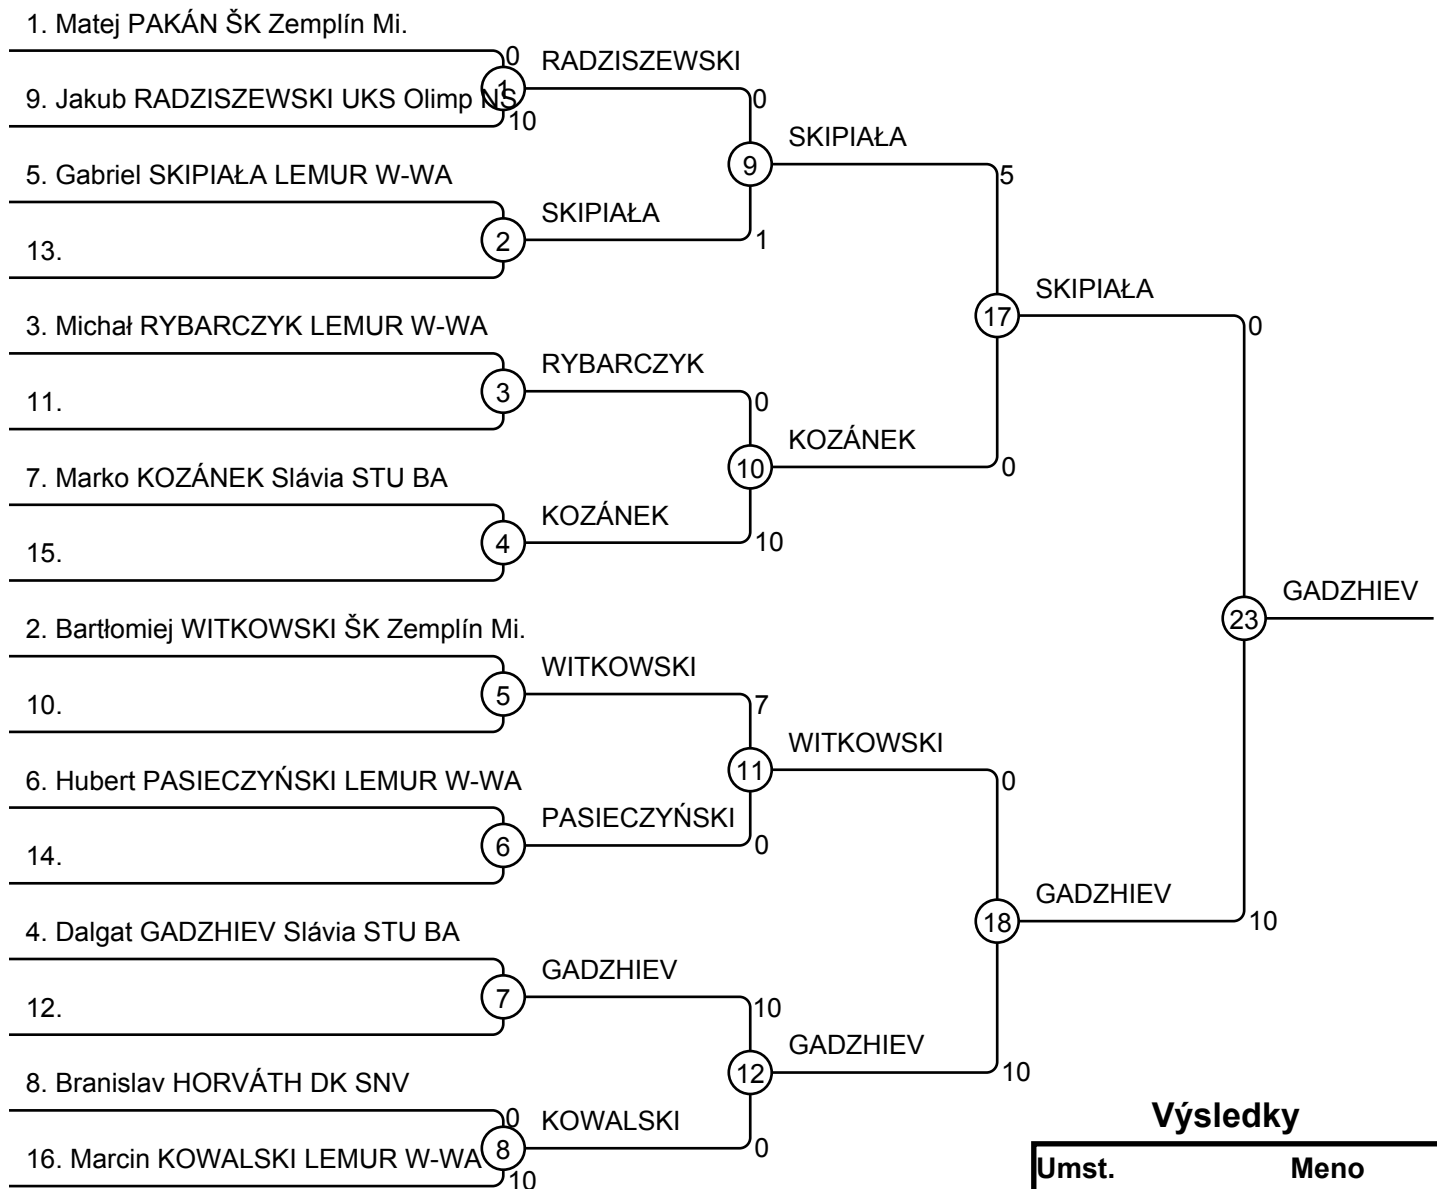 1. Matej PAKÁN ŠK Zemplín Mi.
0
RADZISZEWSKI
1
9. Jakub RADZISZEWSKI UKS Olimp NS
10
0
SKIPIAŁA
9
5. Gabriel SKIPIAŁA LEMUR W-WA
5
SKIPIAŁA
2
1
13.
SKIPIAŁA
17
3. Michał RYBARCZYK LEMUR W-WA
0
RYBARCZYK
3
11.
0
KOZÁNEK
10
0
7. Marko KOZÁNEK Slávia STU BA
KOZÁNEK
4
10
15.
GADZHIEV
23
2. Bartłomiej WITKOWSKI ŠK Zemplín Mi.
WITKOWSKI
5
10.
7
WITKOWSKI
11
6. Hubert PASIECZYŃSKI LEMUR W-WA
0
PASIECZYŃSKI
6
0
14.
GADZHIEV
18
10
4. Dalgat GADZHIEV Slávia STU BA
GADZHIEV
7
12.
10
GADZHIEV
12
10
8. Branislav HORVÁTH DK SNV
0
KOWALSKI
8
0
16. Marcin KOWALSKI LEMUR W-WA
10
Výsledky
Umst. Meno